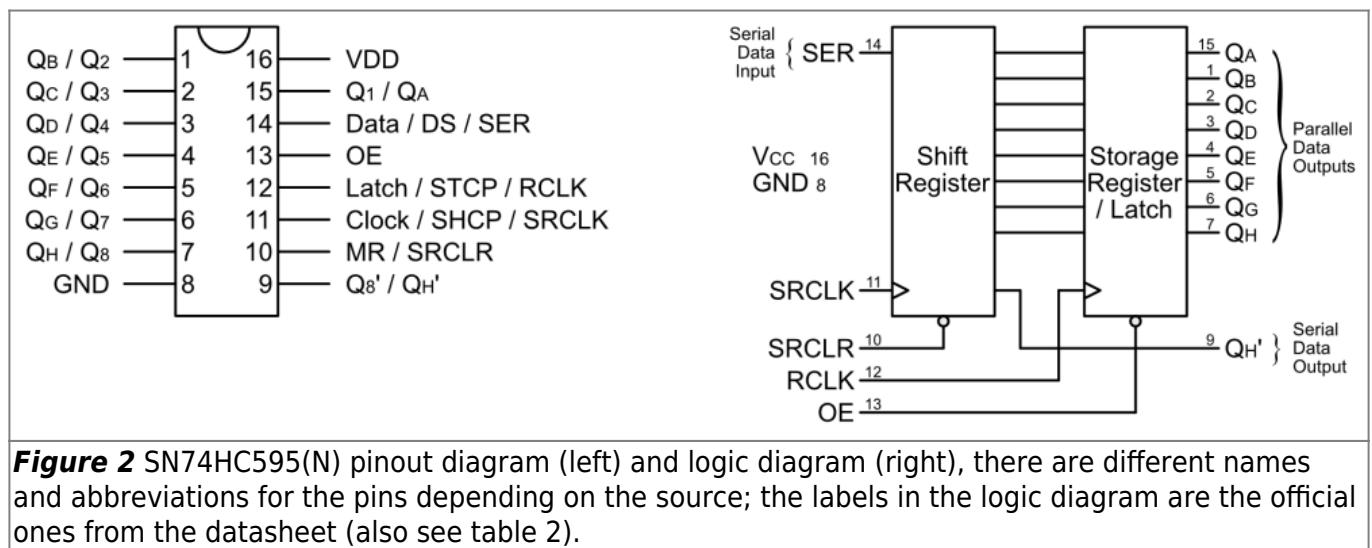 QB / Q2 1 16 VDD
QC / Q3 2 15 Q1 / QA
QD / Q4 3 14 Data / DS / SER
QE / Q5 4 13 OE
QF / Q6 5 12 Latch / STCP / RCLK
QG / Q7 6 11 Clock / SHCP / SRCLK
QH / Q8 7 10 MR / SRCLR
GND 8 9 Q8' / QH'
Serial
Data
Input
{ SER 14
VCC 16
GND 8
Shift
Register
Storage
Register
/ Latch
15 QA
1 QB
2 QC
3 QD
4 QE
5 QF
6 QG
7 QH
}
Parallel
Data
Outputs
SRCLK 11
SRCLR 10
RCLK 12
OE 13
9 QH' }
Serial
Data
Output
Figure 2 SN74HC595(N) pinout diagram (left) and logic diagram (right), there are different names
and abbreviations for the pins depending on the source; the labels in the logic diagram are the official
ones from the datasheet (also see table 2).